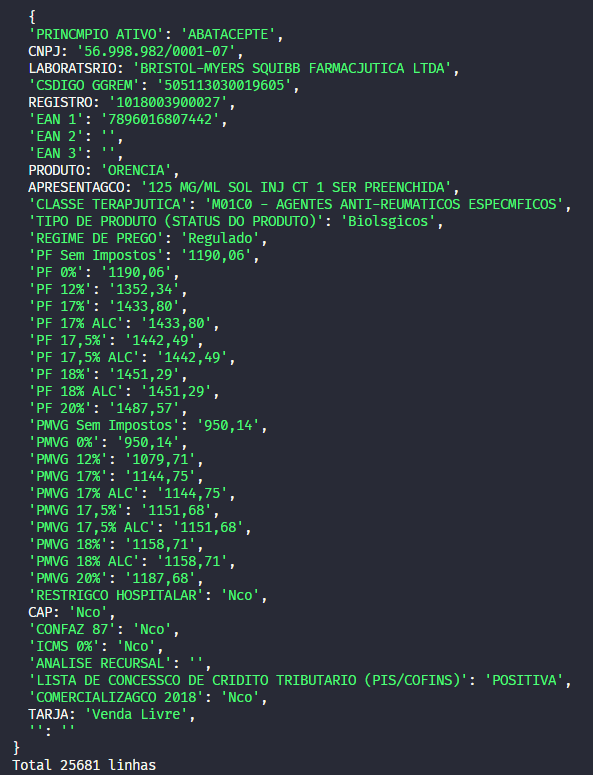 {
'PRINCMPIO ATIVO': 'ABATACEPTE',
CNPJ: '56.998.982/0001-07',
LABORATSRIO: 'BRISTOL-MYERS SQUIBB FARMACJUTICA LTDA',
'CSDIGO GGREM': '505113030019605',
REGISTRO: '1018003900027',
'EAN 1': '7896016807442',
'EAN 2': '',
'EAN 3': '',
PRODUTO: 'ORENCIA',
APRESENTAGCO: '125 MG/ML SOL INJ CT 1 SER PREENCHIDA',
'CLASSE TERAPJUTICA': 'M01C0 - AGENTES ANTI-REUMATICOS ESPECMFICOS',
'TIPO DE PRODUTO (STATUS DO PRODUTO)': 'Biolsgicos',
'REGIME DE PREGO': 'Regulado',
'PF Sem Impostos': '1190,06',
'PF 0%': '1190,06',
'PF 12%': '1352,34',
'PF 17%': '1433,80',
'PF 17% ALC': '1433,80',
'PF 17,5%': '1442,49',
'PF 17,5% ALC': '1442,49',
'PF 18%': '1451,29',
'PF 18% ALC': '1451,29',
'PF 20%': '1487,57',
'PMVG Sem Impostos': '950,14',
'PMVG 0%': '950,14',
'PMVG 12%': '1079,71',
'PMVG 17%': '1144,75',
'PMVG 17% ALC': '1144,75',
'PMVG 17,5%': '1151,68',
'PMVG 17,5% ALC': '1151,68',
'PMVG 18%': '1158,71',
'PMVG 18% ALC': '1158,71',
'PMVG 20%': '1187,68',
'RESTRIGCO HOSPITALAR': 'Nco',
CAP: 'Nco',
'CONFAZ 87': 'Nco',
'ICMS 0%': 'Nco',
'ANALISE RECURSAL': '',
'LISTA DE CONCESSCO DE CRIDITO TRIBUTARIO (PIS/COFINS)': 'POSITIVA',
'COMERCIALIZAGCO 2018': 'Nco',
TARJA: 'Venda Livre',
'': ''
}
Total 25681 linhas